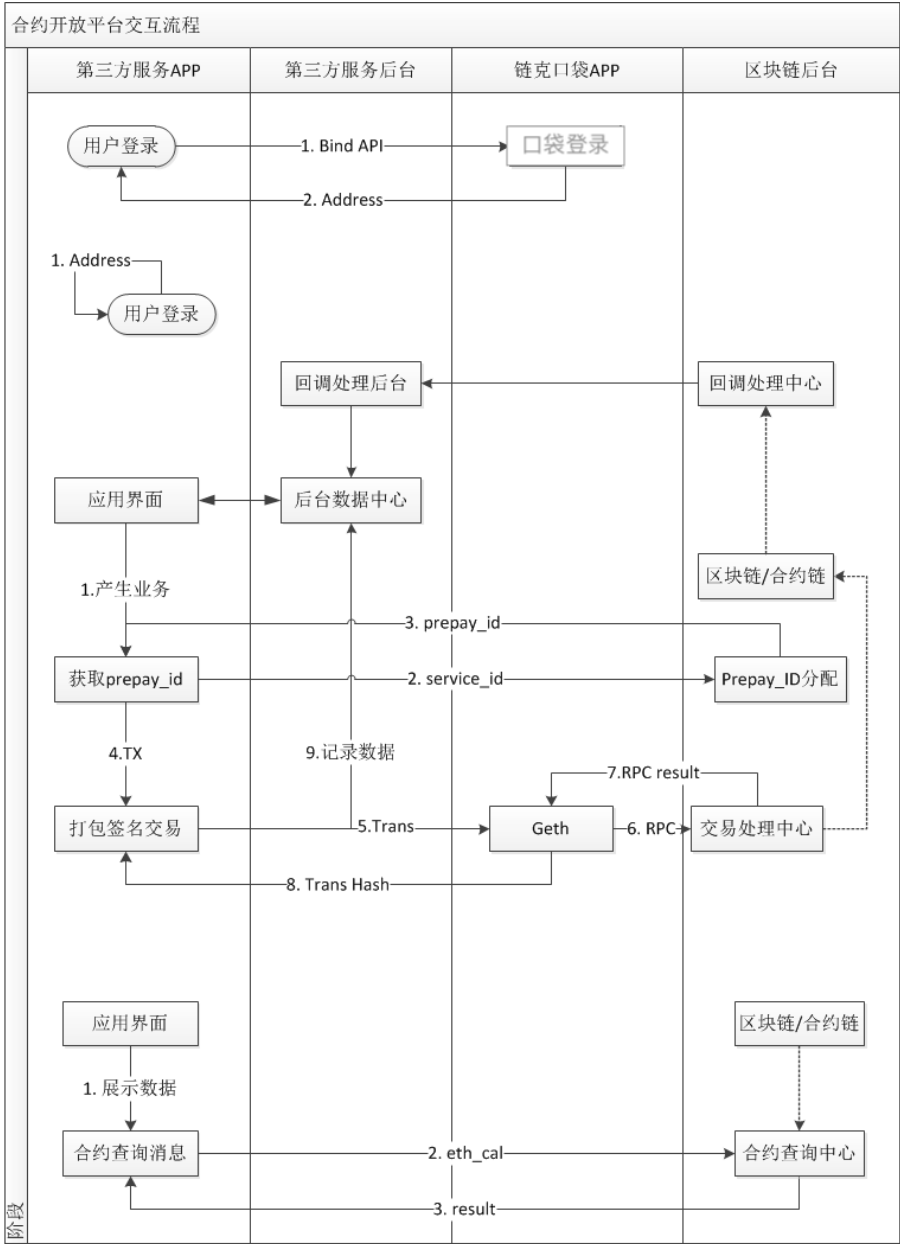 合约开放平台交互流程
第三方服务APP
第三方服务后台
链克口袋APP
区块链后台
用户登录
1. Bind API
口袋登录
2. Address
1. Address
用户登录
回调处理后台
回调处理中心
应用界面
后台数据中心
区块链/合约链
1.产生业务
3. prepay_id
获取prepay_id
2. service_id
Prepay_ID分配
4.TX
9.记录数据
7.RPC result
打包签名交易
5.Trans
Geth
6. RPC
交易处理中心
8. Trans Hash
应用界面
区块链/合约链
1. 展示数据
合约查询消息
2. eth_cal
合约查询中心
3. result
阶段